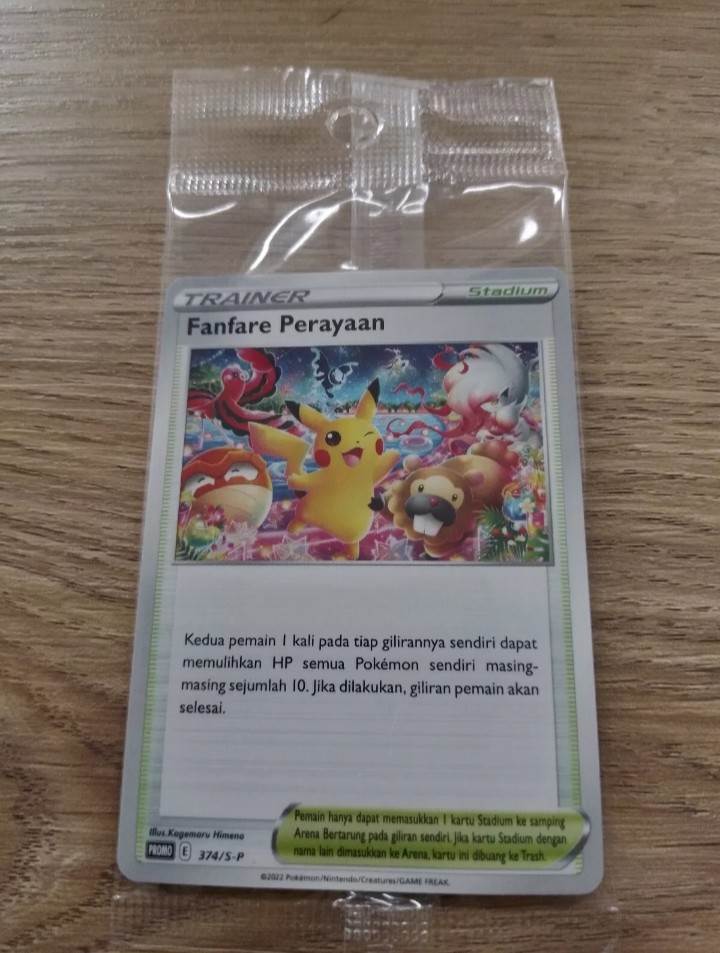 TRAINER
Stadium
Fanfare Perayaan
Kedua pemain 1 kali pada tiap gilirannya sendiri dapat
memulihkan HP semua Pokémon sendiri masing-
masing sejumlah 10. Jika dilakukan, giliran pemain akan
selesai.
Pemain hanya dapat memasukkan 1 kartu Stadium ke samping
Arena Bertarung pada giliran sendiri. Jika kartu Stadium dengan
nama lain dimasukkan ke Arena, kartu ini dibuang ke Trash.
Illus. Kagemaru Himeno
PROMO E 374/S-P
©2022 Pokémon/Nintendo/Creatures/GAME FREAK.